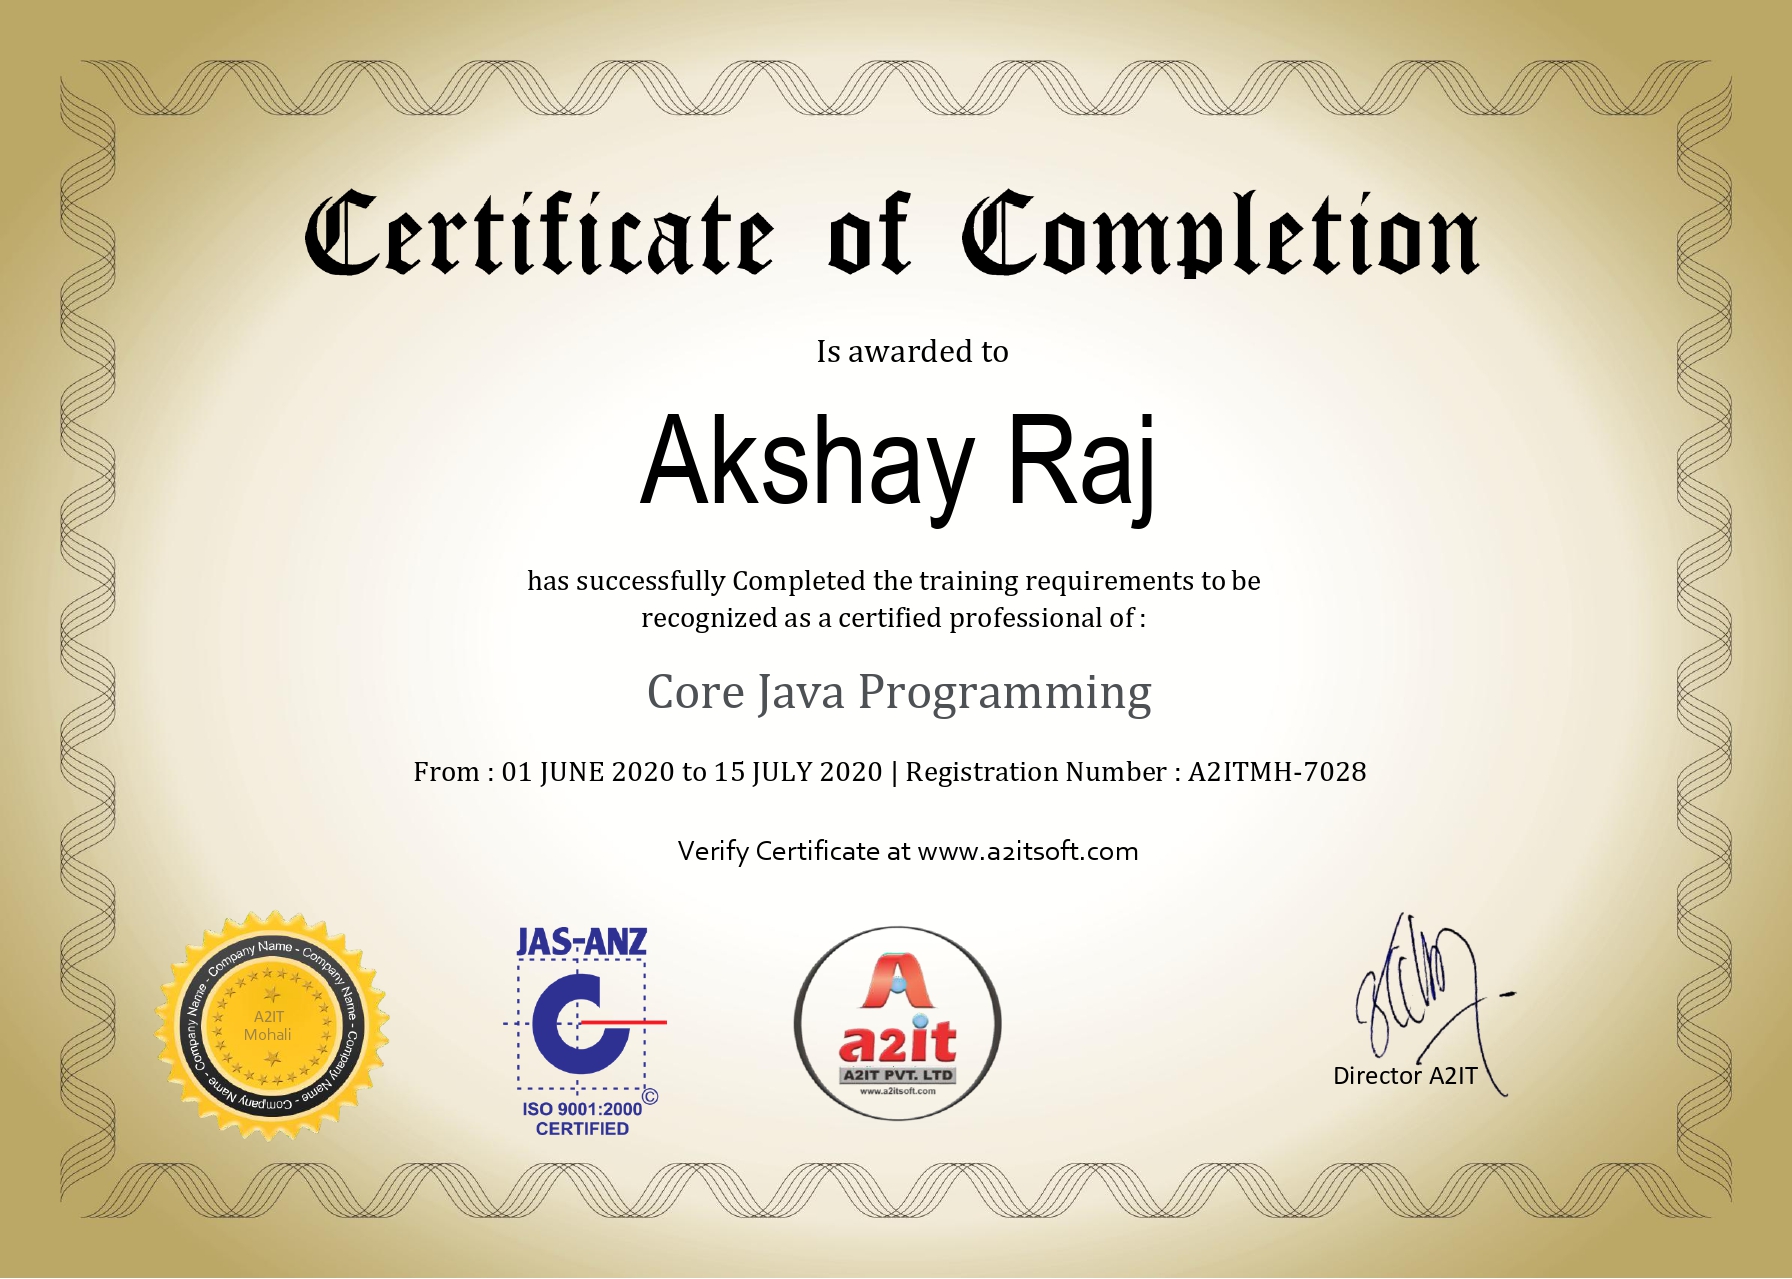 Certificate of Completion
Is awarded to
Akshay Raj
has successfully Completed the training requirements to be
recognized as a certified professional of :
Core Java Programming
From : 01 JUNE 2020 to 15 JULY 2020 | Registration Number : A2ITMH-7028
Verify Certificate at www.a2itsoft.com
Company Name - Company Name - Company Name - Company Name - Company Name -
A2IT
Mohali
JAS-ANZ
©
ISO 9001:2000
CERTIFIED
A
a2it
A2IT PVT. LTD
www.a2itsoft.com
Director A2IT